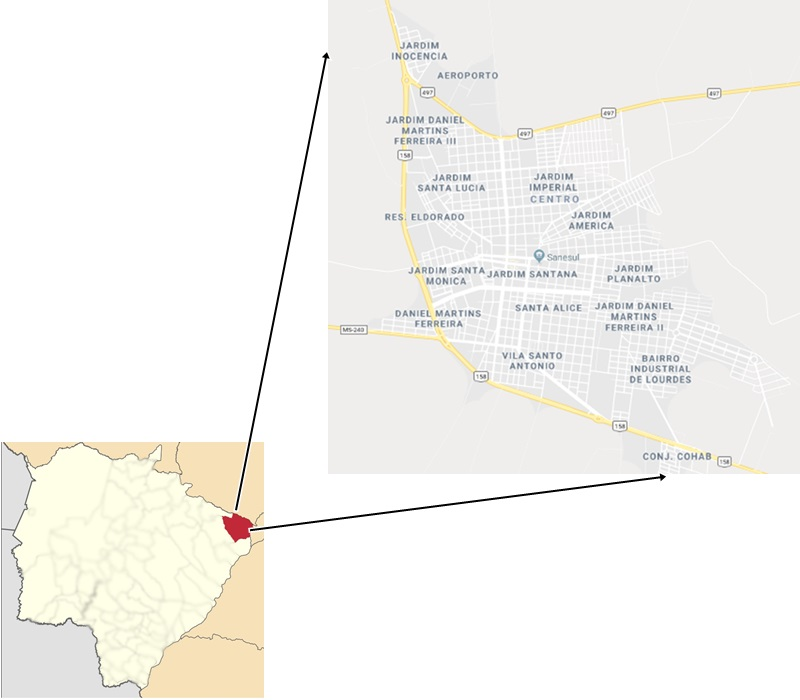 JARDIM
INOCENCIA
AEROPORTO
497
497
497
JARDIM DANIEL
MARTINS
FERREIRA III
497
158
JARDIM
SANTA LUCIA
JARDIM
IMPERIAL
CENTRO
RES. ELDORADO
JARDIM
AMERICA
Sanesul
JARDIM SANTA
MONICA
JARDIM SANTANA
JARDIM
PLANALTO
DANIEL MARTINS
FERREIRA
SANTA ALICE
JARDIM DANIEL
MARTINS
FERREIRA II
MS-240
VILA SANTO
ANTONIO
BAIRRO
INDUSTRIAL
DE LOURDES
158
158
CONJ. COHAB
158